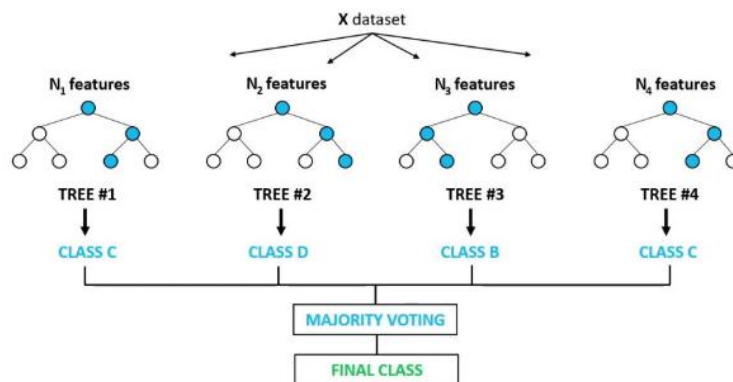 X dataset
N₁ features N₂ features N₃ features N₄ features
TREE #1 TREE #2 TREE #3 TREE #4
CLASS C CLASS D CLASS B CLASS C
MAJORITY VOTING
FINAL CLASS